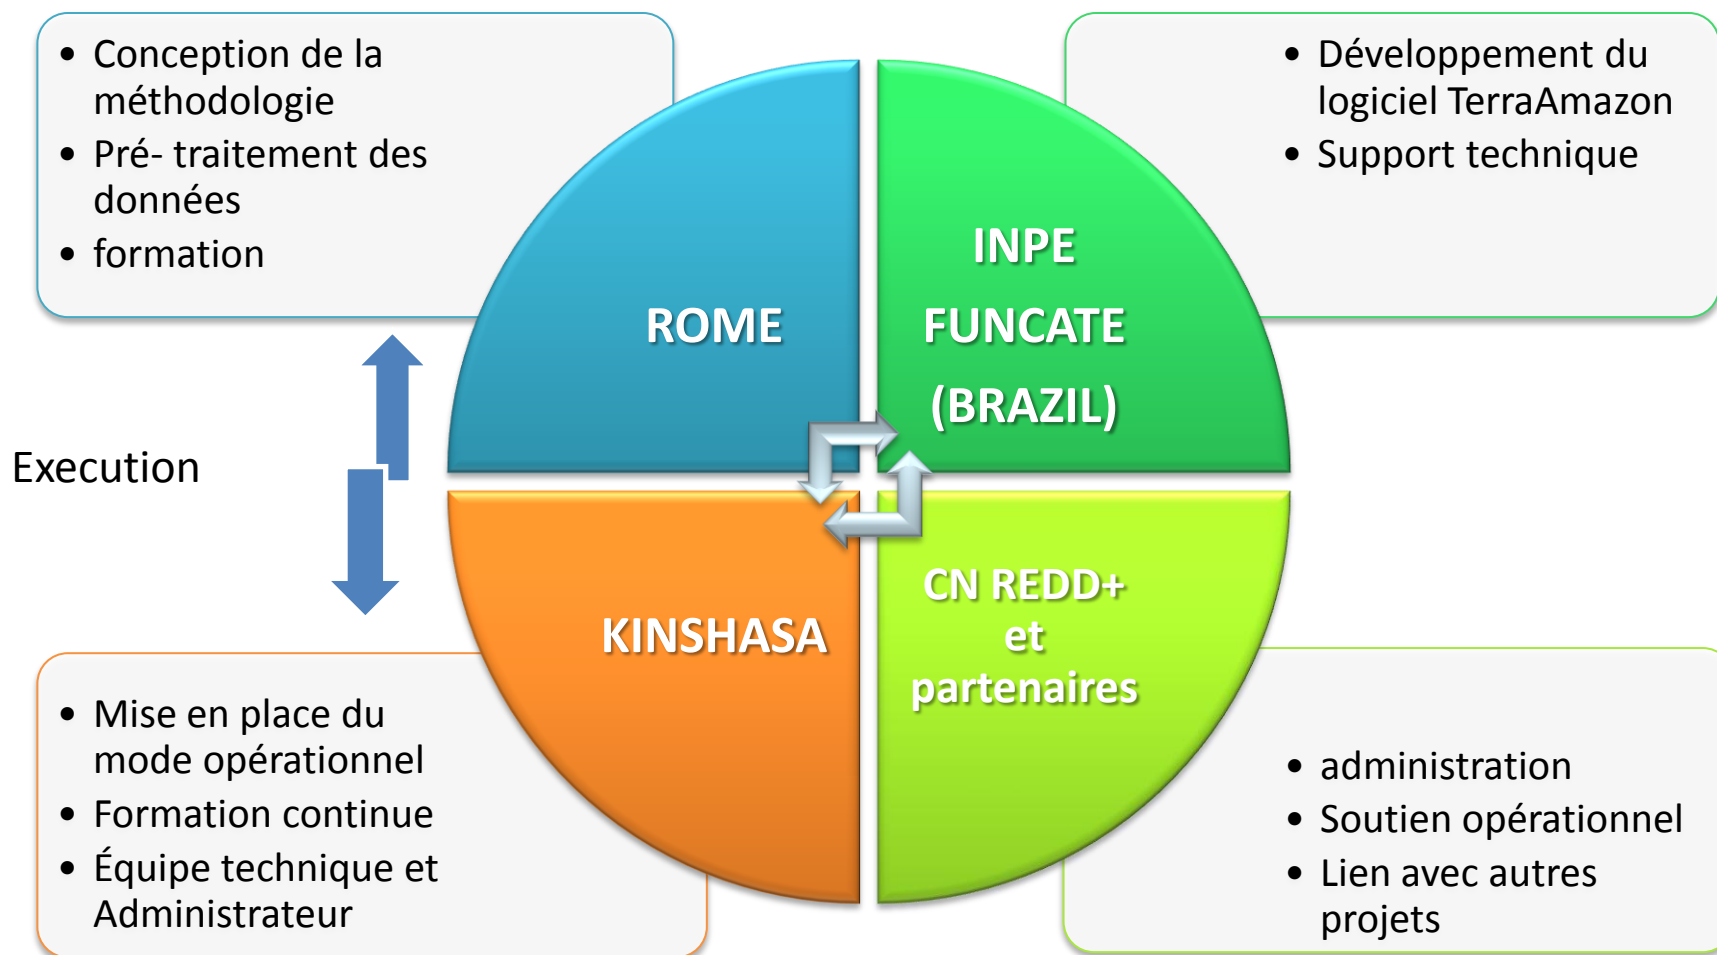 • Conception de la
méthodologie
• Pré- traitement des
données
• formation
• Développement du
logiciel TerraAmazon
• Support technique
ROME
INPE
FUNCATE
(BRAZIL)
Execution
KINSHASA
CN REDD+
et
partenaires
• Mise en place du
mode opérationnel
• Formation continue
• Équipe technique et
Administrateur
• administration
• Soutien opérationnel
• Lien avec autres
projets